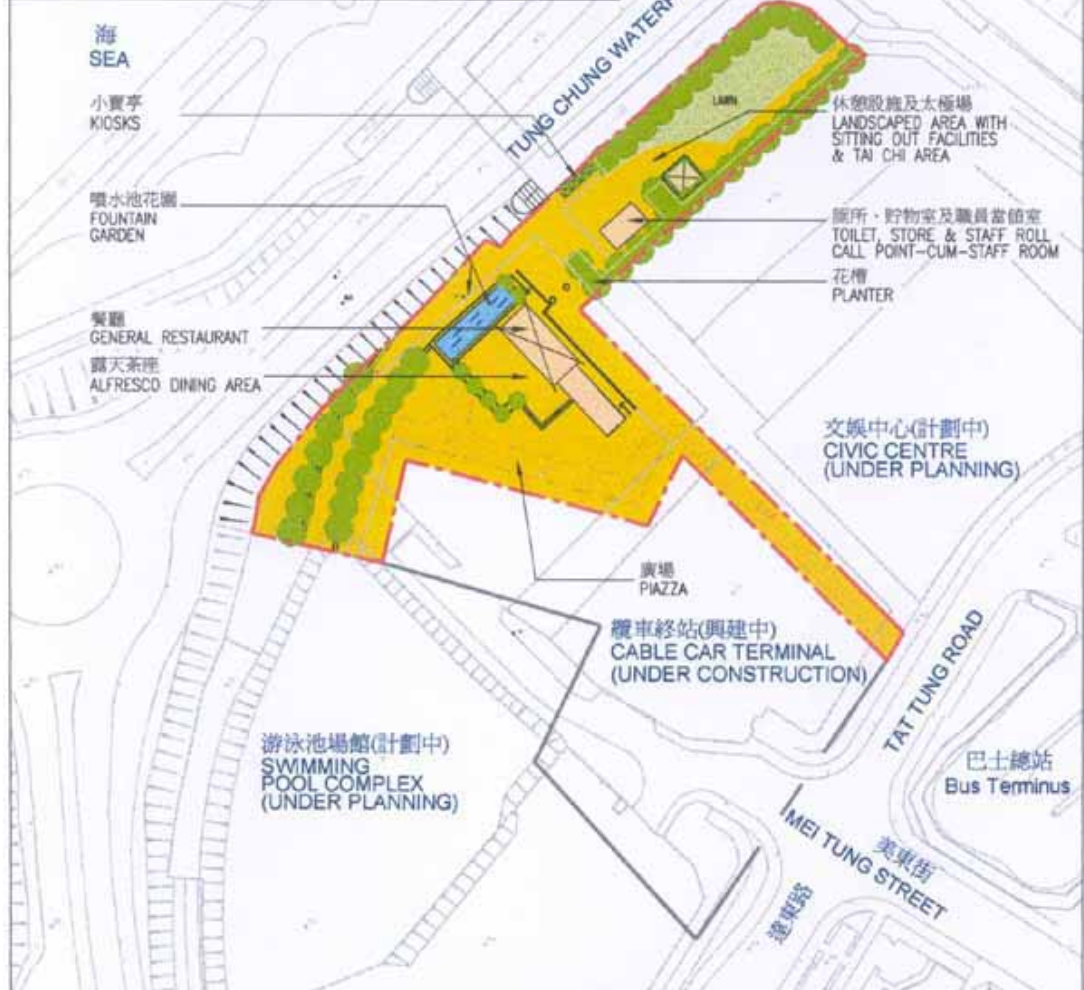 海
SEA
TUNG CHUNG
小賣亭
KIOSKS
LAWN
休憩設施及太極場
LANDSCAPED AREA WITH
SITTING OUT FACILITIES
& TAI CHI AREA
噴水池花園
FOUNTAIN
GARDEN
廁所、貯物室及職員當值室
TOILET, STORE & STAFF ROLL
CALL POINT-CUM-STAFF ROOM
花槽
PLANTER
餐廳
GENERAL RESTAURANT
露天茶座
ALFRESCO DINING AREA
文娛中心(計劃中)
CIVIC CENTRE
(UNDER PLANNING)
廣場
PIAZZA
纜車終站(興建中)
CABLE CAR TERMINAL
(UNDER CONSTRUCTION)
TAT TUNG ROAD
游泳池場館(計劃中)
SWIMMING
POOL COMPLEX
(UNDER PLANNING)
巴士總站
Bus Terminus
美東街
MEI TUNG STREET
達東路